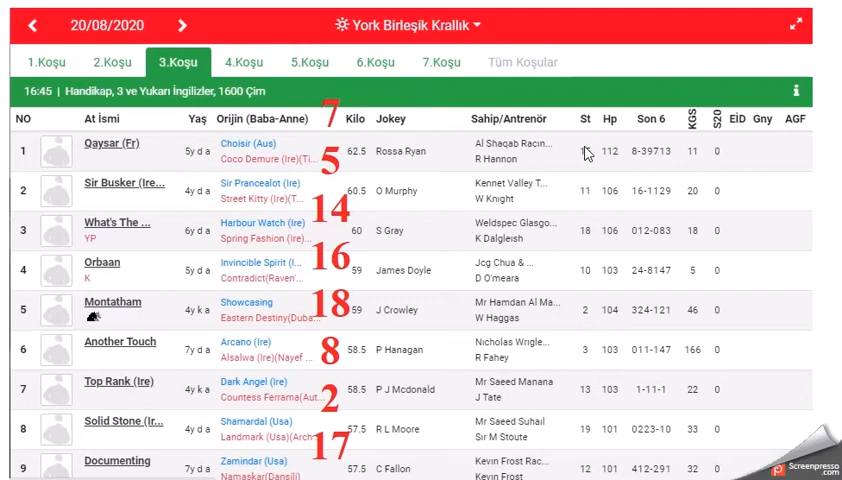 20/08/2020 York Birleşik Krallık
1.Koşu 2.Koşu 3.Koşu 4.Koşu 5.Koşu 6.Koşu 7.Koşu Tüm Koşular
16:45 | Handikap, 3 ve Yukarı İngilizler, 1600 Çim
NO At İsmi Yaş Orijin (Baba-Anne) Kilo Jokey Sahip/Antrenör St Hp Son 6 KGS S20 EİD Gny AGF
7
1 Qaysar (Fr) 5y d a Choisir (Aus) 62.5 Rossa Ryan Al Shaqab Racın... 112 8-39713 11 0
Coco Demure (Ire)(Ti... R Hannon
5
2 Sir Busker (Ire... 4y d a Sir Prancealot (Ire) 60.5 O Murphy Kennet Valley T... 11 106 16-1129 20 0
Street Kitty (Ire)(T... W Knıght
14
3 What's The ... 6y d a Harbour Watch (Ire) 60 S Gray Weldspec Glasgo... 18 106 012-083 18 0
YP Spring Fashion (Ire)... K Dalgleish
16
4 Orbaan 5y d a Invincible Spirit (I... 59 James Doyle Jcg Chua & ... 10 103 24-8147 5 0
K Contradict(Raven'... D O'meara
18
5 Montatham 4y k a Showcasing 59 J Crowley Mr Hamdan Al Ma... 2 104 324-121 46 0
Eastern Destiny(Duba... W Haggas
8
6 Another Touch 7y d a Arcano (Ire) 58.5 P Hanagan Nıcholas Wrıgle... 3 103 011-147 166 0
Alsalwa (Ire)(Nayef ... R Fahey
2
7 Top Rank (Ire) 4y k a Dark Angel (Ire) 58.5 P J Mcdonald Mr Saeed Manana 13 103 1-11-1 22 0
Countess Ferrama(Aut... J Tate
17
8 Solid Stone (Ir... 4y d a Shamardal (Usa) 57.5 R L Moore Mr Saeed Suhaıl 19 101 0223-10 33 0
Landmark (Usa)(Arch... Sır M Stoute
9 Documenting 7y d a Zamindar (Usa) 57.5 C Fallon Kevın Frost Rac... 12 101 412-291 32 0
Namaskar(Dansili) Kevın Frost
Screenpresso
.com